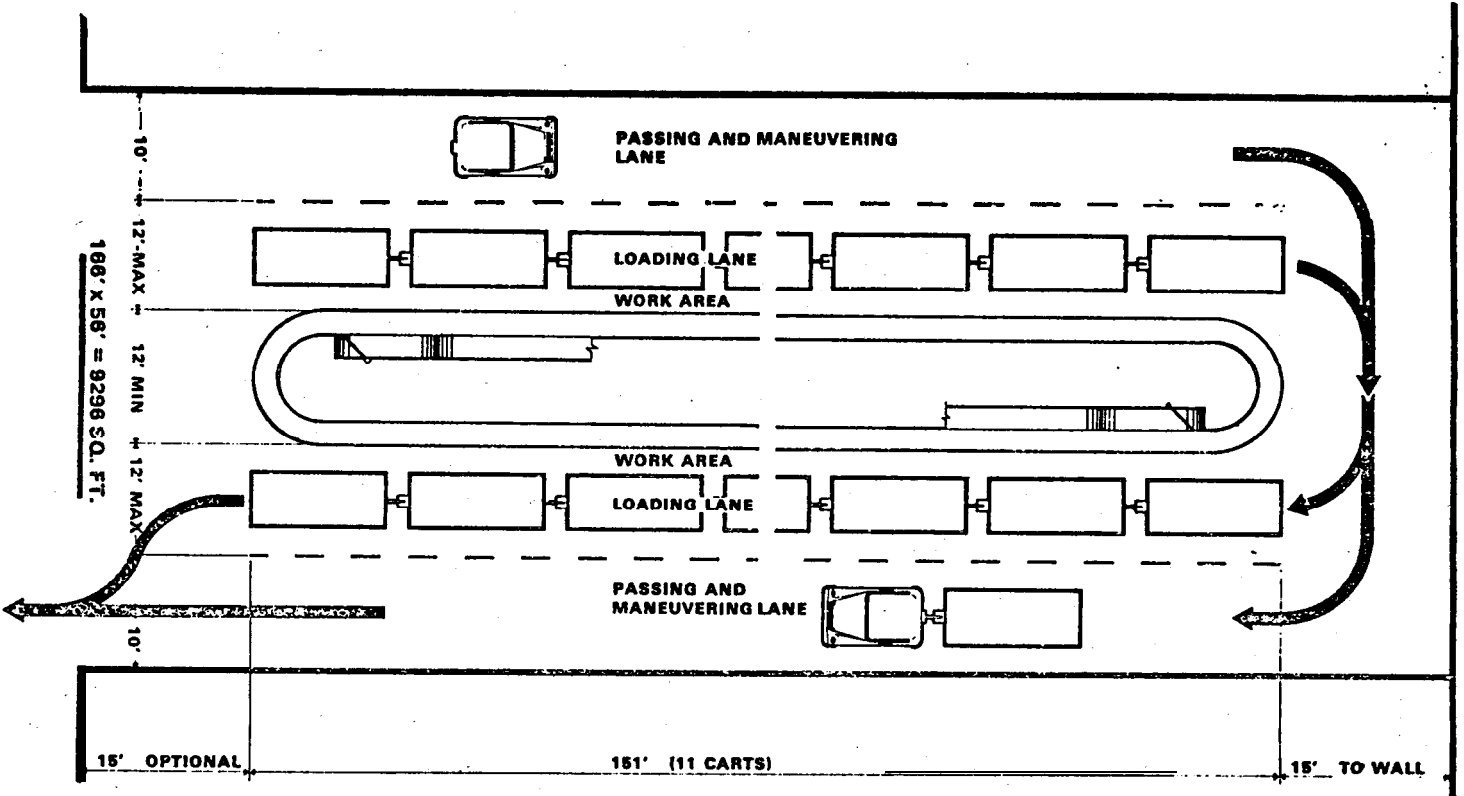 PASSING AND MANEUVERING
LANE
10'
12' MAX
LOADING LANE
WORK AREA
12' MIN
166' x 56' = 9296 SQ. FT.
WORK AREA
12' MAX
LOADING LANE
PASSING AND
MANEUVERING LANE
10'
15' OPTIONAL
151' (11 CARTS)
15' TO WALL